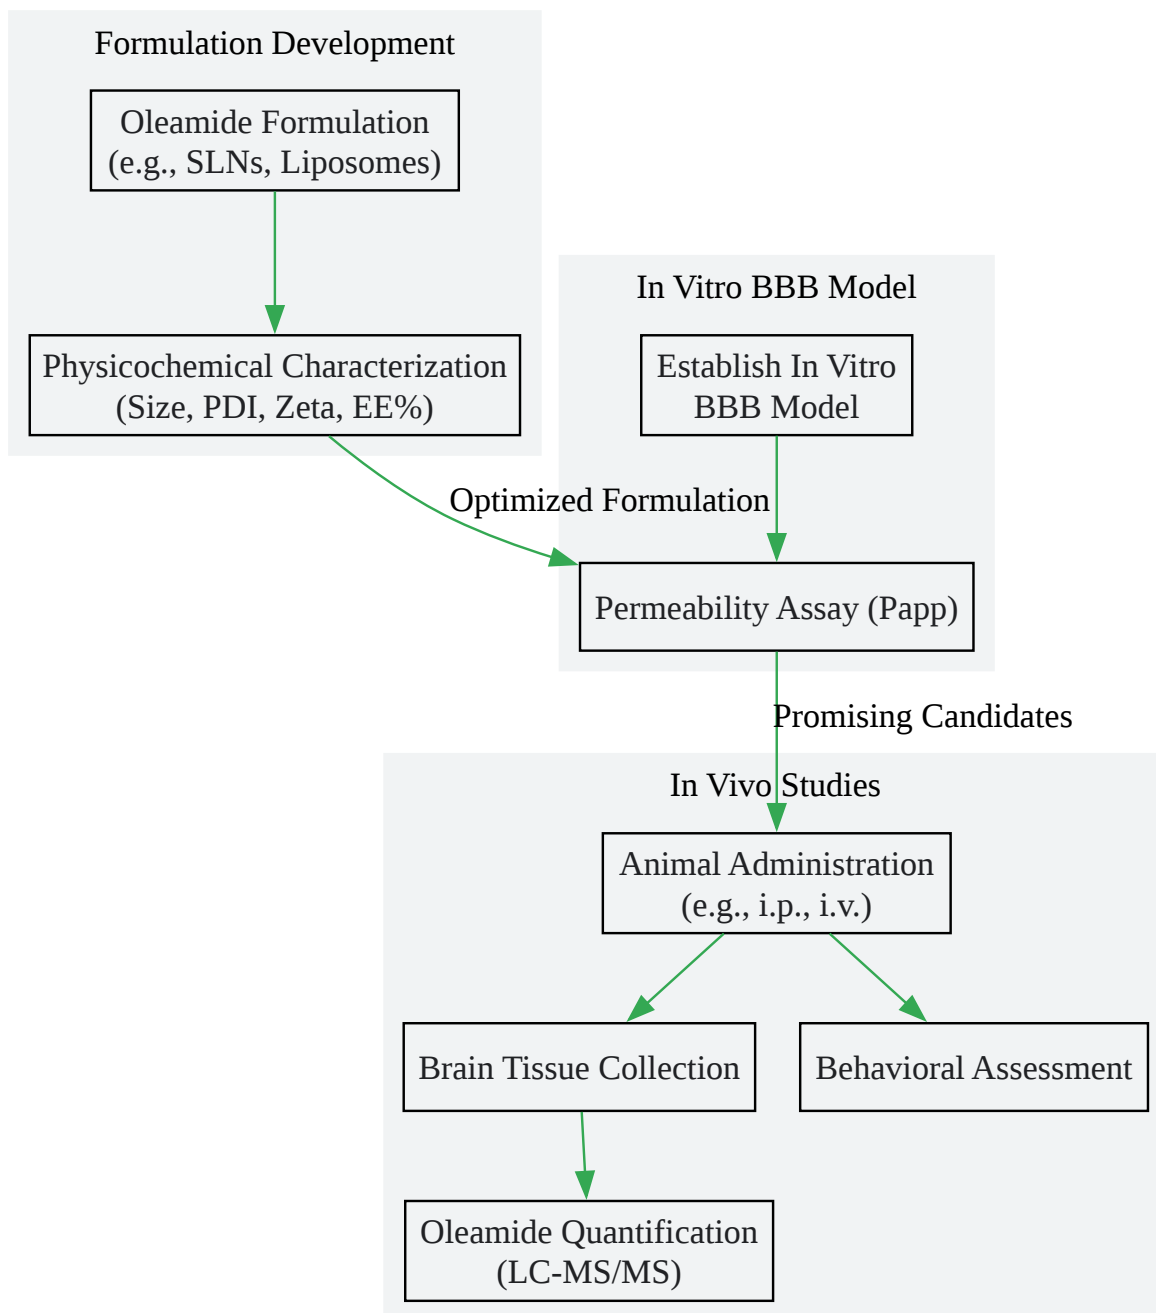 Formulation Development
Oleamide Formulation
(e.g., SLNs, Liposomes)
Physicochemical Characterization
(Size, PDI, Zeta, EE%)
In Vitro BBB Model
Establish In Vitro
BBB Model
Optimized Formulation
Permeability Assay (Papp)
Promising Candidates
In Vivo Studies
Animal Administration
(e.g., i.p., i.v.)
Brain Tissue Collection
Behavioral Assessment
Oleamide Quantification
(LC-MS/MS)